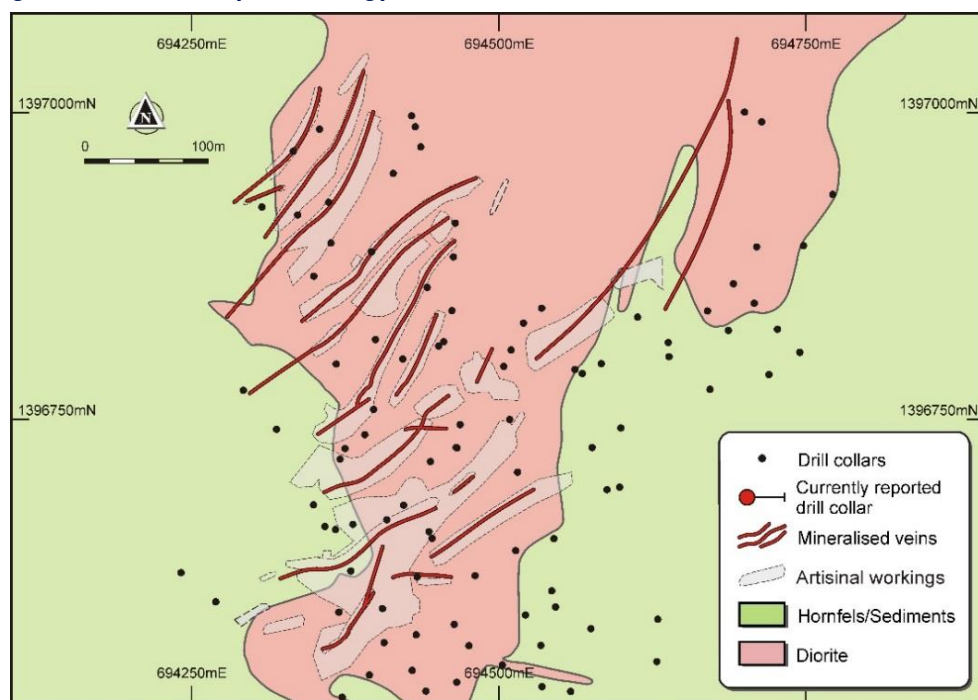 694250mE
694500mE
694750mE
1397000mN
1397000mN
N
0
100m
1396750mN
1396750mN
Drill collars
Currently reported
drill collar
Mineralised veins
Artisinal workings
Hornfels/Sediments
Diorite
694250mE
694500mE